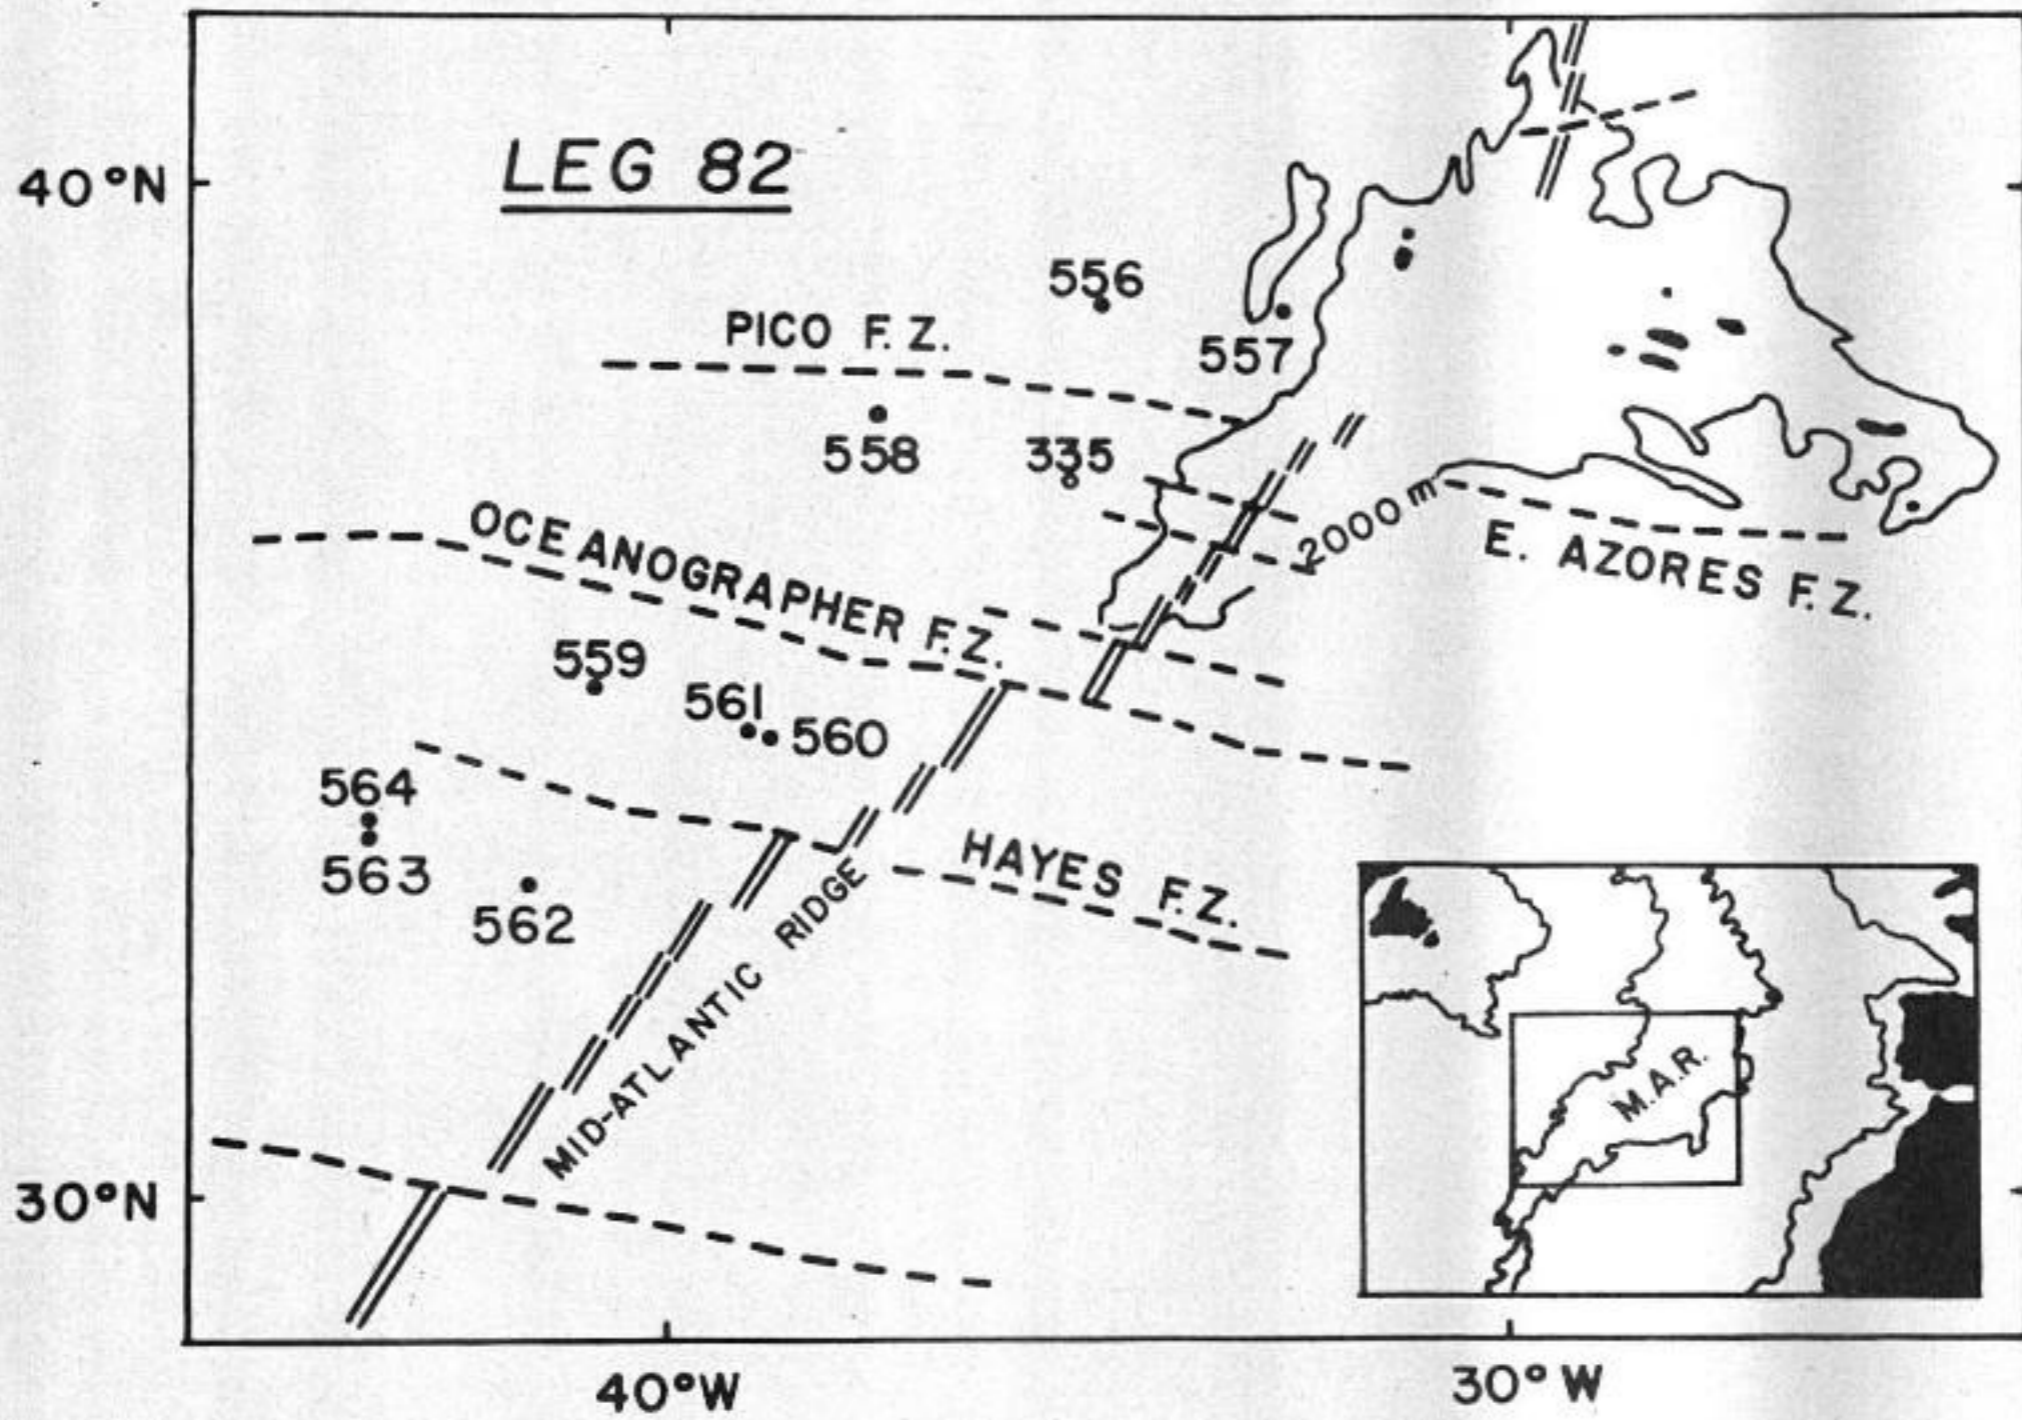 LEG 82
40°N
556
PICO F. Z.
557
558
335
OCEANOGRAPHER F.Z.
2000 m
E. AZORES F. Z.
559
561
560
564
563
562
HAYES F.Z.
MID-ATLANTIC RIDGE
M.A.R.
30°N
40°W
30°W